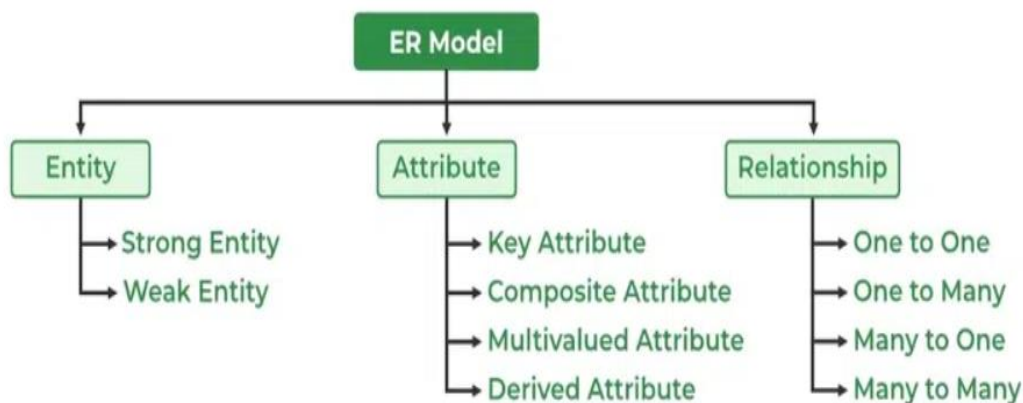 ER Model
Entity
Strong Entity
Weak Entity
Attribute
Key Attribute
Composite Attribute
Multivalued Attribute
Derived Attribute
Relationship
One to One
One to Many
Many to One
Many to Many